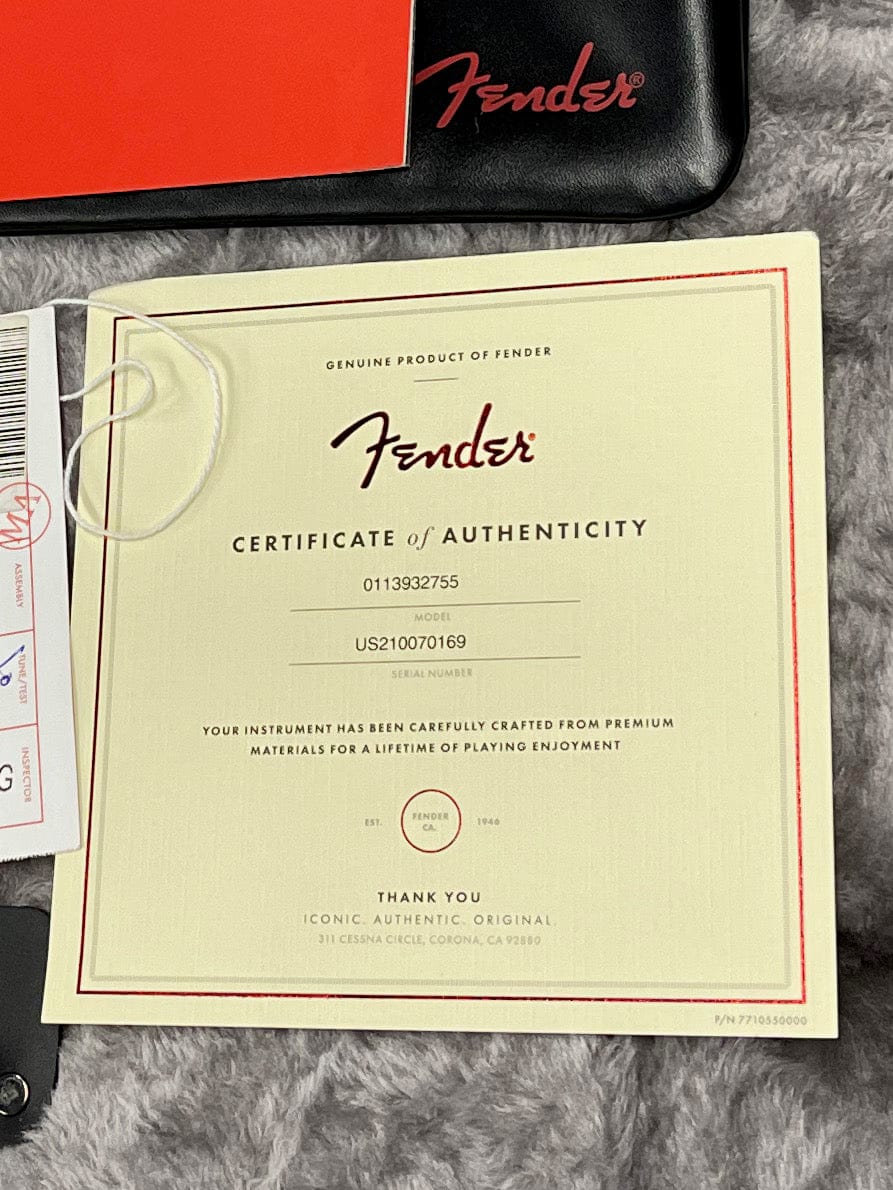 Fender®
GENUINE PRODUCT OF FENDER
Fender
CERTIFICATE of AUTHENTICITY
0113932755
MODEL
US210070169
SERIAL NUMBER
YOUR INSTRUMENT HAS BEEN CAREFULLY CRAFTED FROM PREMIUM
MATERIALS FOR A LIFETIME OF PLAYING ENJOYMENT
EST. FENDER CA. 1946
THANK YOU
ICONIC. AUTHENTIC. ORIGINAL.
311 CESSNA CIRCLE, CORONA, CA 92880
P/N 7710550000
ASSEMBLY
TUNE/TEST
INSPECTOR
G